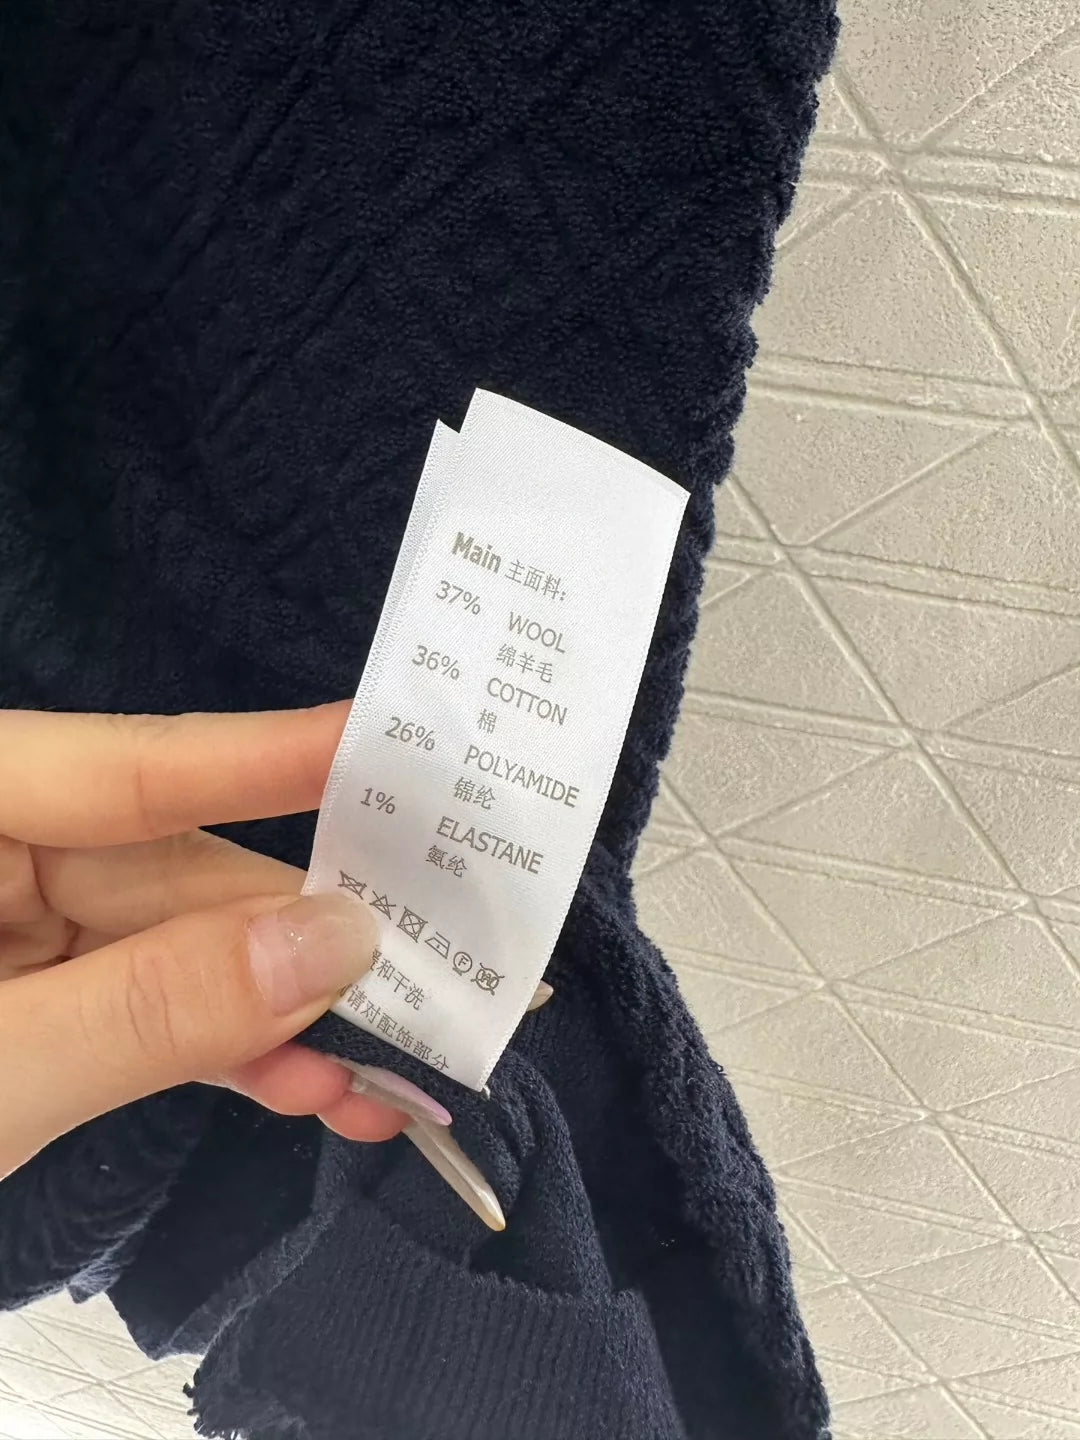 Main 主面料:
37% WOOL
绵羊毛
36% COTTON
棉
26% POLYAMIDE
锦纶
1% ELASTANE
氨纶
F
和干洗
请对配饰部分